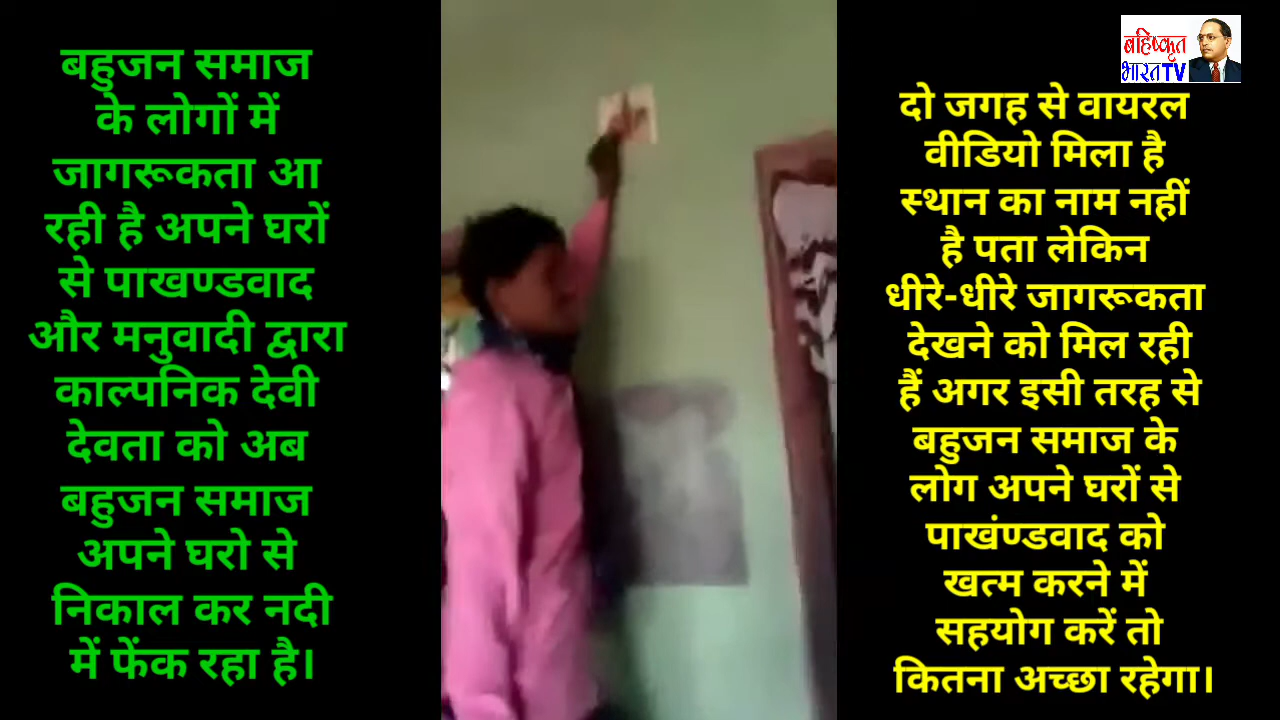 बहुजन समाज
के लोगों में
जागरूकता आ
रही है अपने घरों
से पाखण्डवाद
और मनुवादी द्वारा
काल्पनिक देवी
देवता को अब
बहुजन समाज
अपने घरो से
निकाल कर नदी
में फेंक रहा है।
बहिष्कृत
भारत TV
दो जगह से वायरल
वीडियो मिला है
स्थान का नाम नहीं
है पता लेकिन
धीरे-धीरे जागरूकता
देखने को मिल रही
हैं अगर इसी तरह से
बहुजन समाज के
लोग अपने घरों से
पाखंण्डवाद को
खत्म करने में
सहयोग करें तो
कितना अच्छा रहेगा।